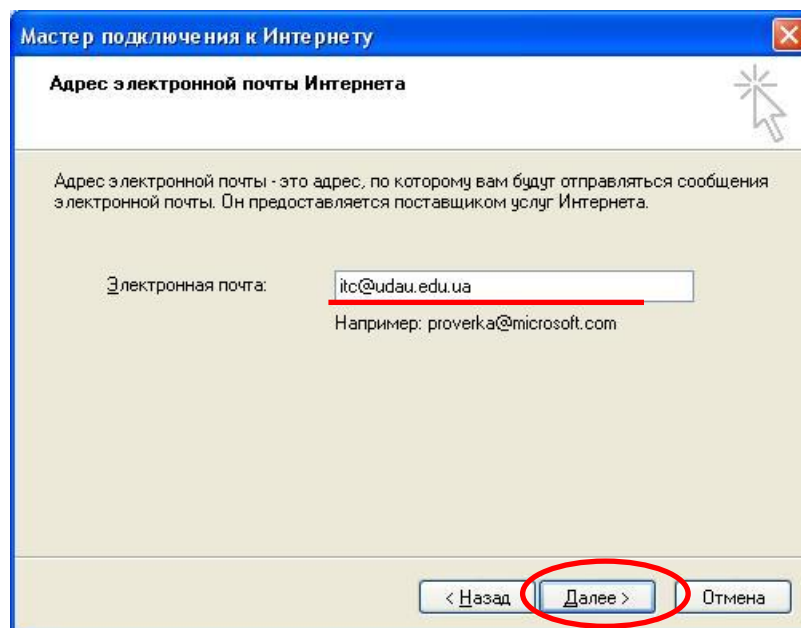 Мастер подключения к Интернету
Адрес электронной почты Интернета
Адрес электронной почты - это адрес, по которому вам будут отправляться сообщения
электронной почты. Он предоставляется поставщиком услуг Интернета.
Электронная почта: itc@udau.edu.ua
Например: proverka@microsoft.com
< Назад Далее > Отмена